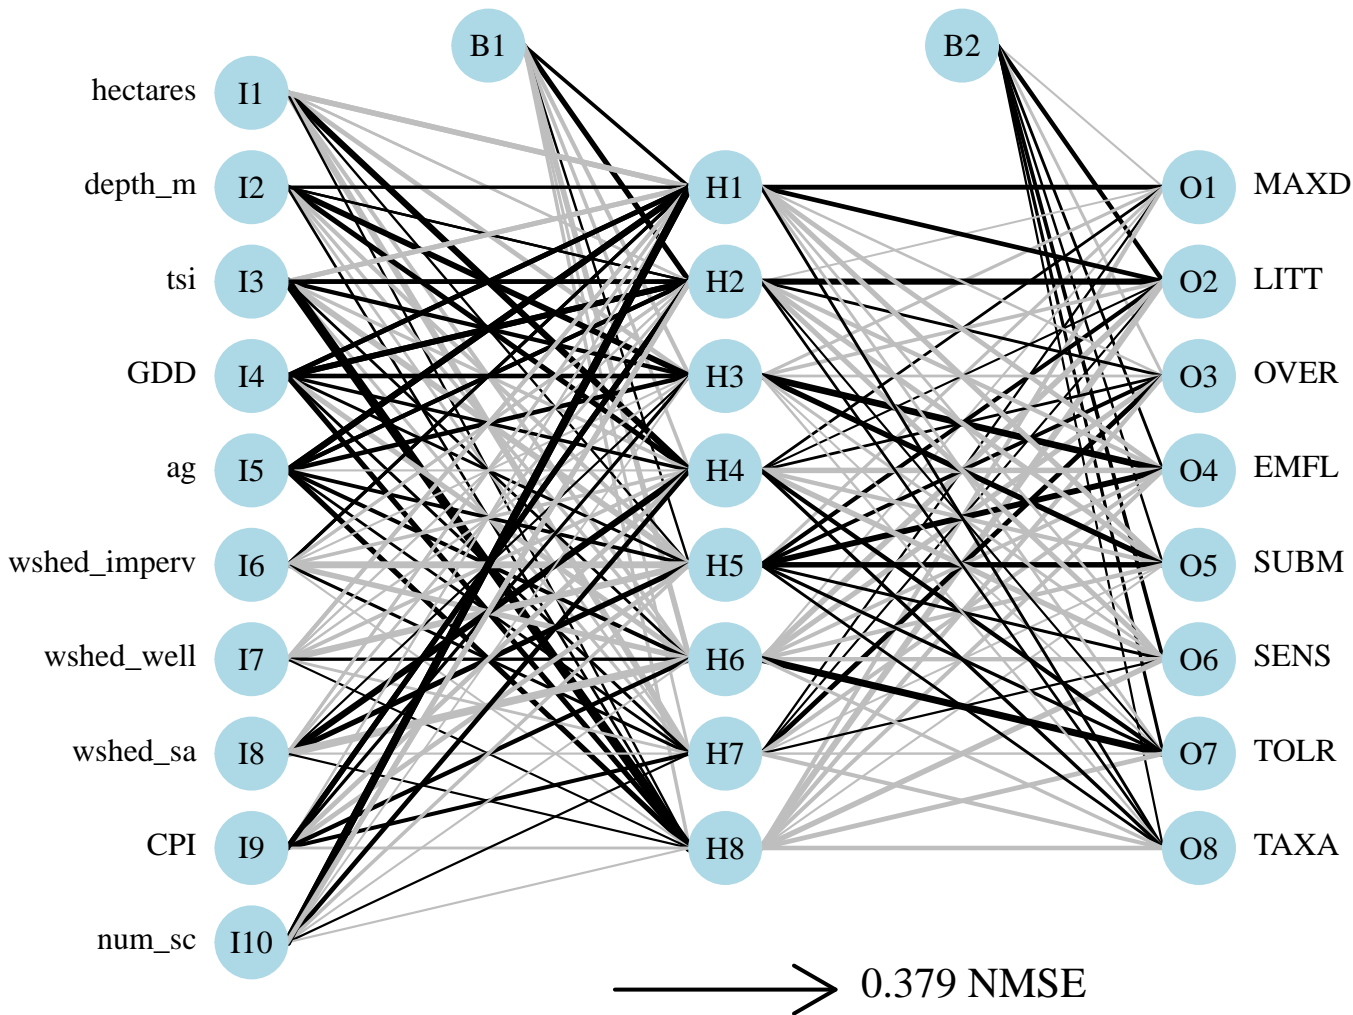 B1 B2
hectares I1
depth_m I2 H1 O1 MAXD
tsi I3 H2 O2 LITT
GDD I4 H3 O3 OVER
ag I5 H4 O4 EMFL
wshed_imperv I6 H5 O5 SUBM
wshed_well I7 H6 O6 SENS
wshed_sa I8 H7 O7 TOLR
CPI I9 H8 O8 TAXA
num_sc I10
0.379 NMSE